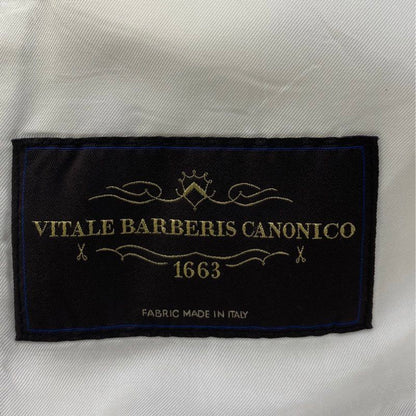 VITALE BARBERIS CANONICO
1663
FABRIC MADE IN ITALY